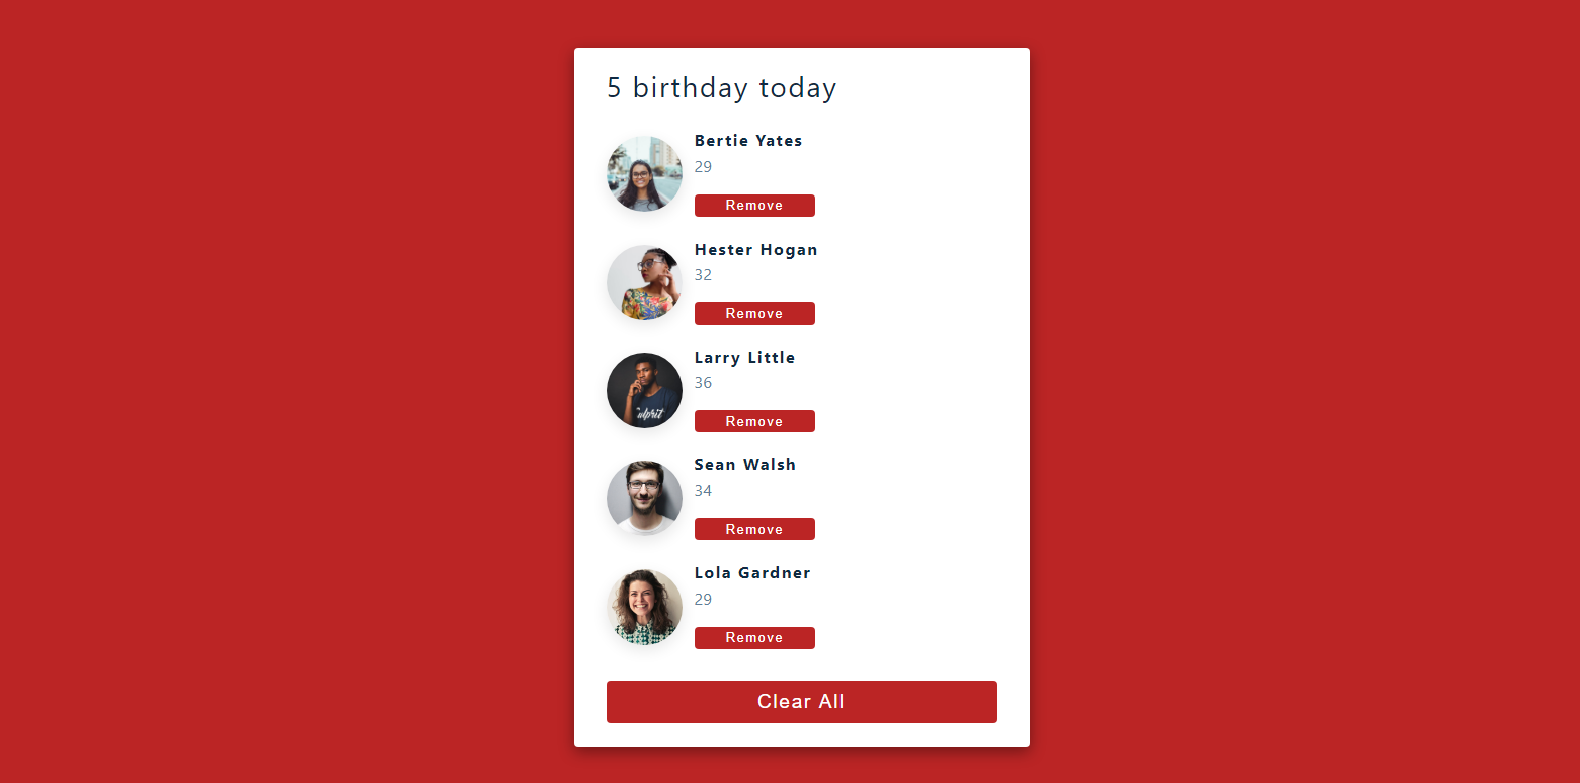 5 birthday today
Bertie Yates
29
Remove
Hester Hogan
32
Remove
Larry Little
36
Remove
Sean Walsh
34
Remove
Lola Gardner
29
Remove
Clear All